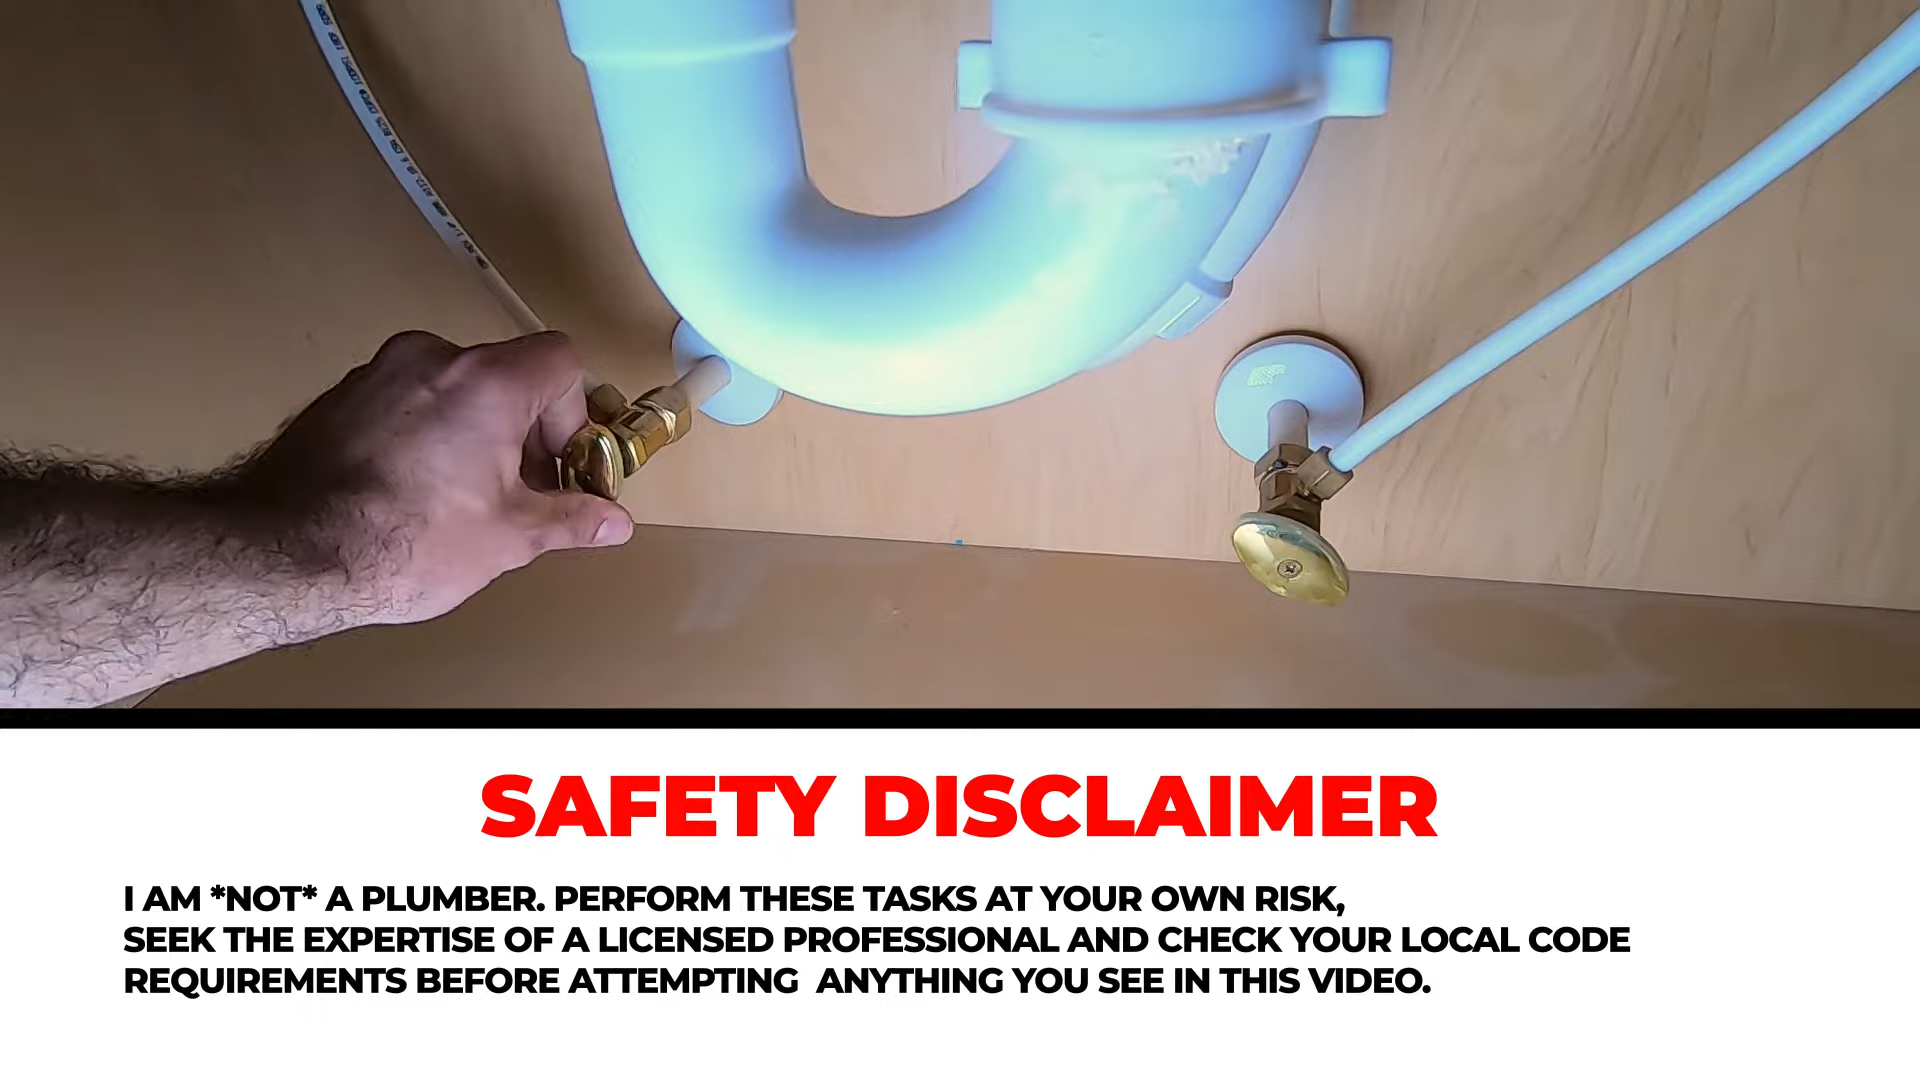 SAFETY DISCLAIMER
I AM *NOT* A PLUMBER. PERFORM THESE TASKS AT YOUR OWN RISK,
SEEK THE EXPERTISE OF A LICENSED PROFESSIONAL AND CHECK YOUR LOCAL CODE
REQUIREMENTS BEFORE ATTEMPTING  ANYTHING YOU SEE IN THIS VIDEO.